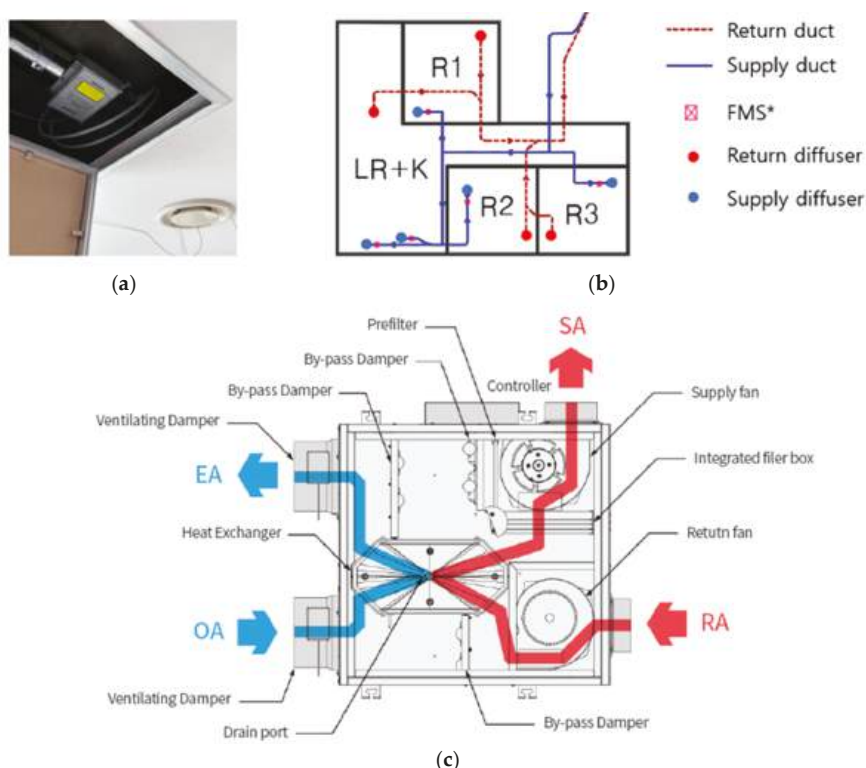 R1
LR+K
R2
R3
Return duct
Supply duct
FMS*
Return diffuser
Supply diffuser
(a)
(b)
Prefilter
SA
By-pass Damper
Controller
By-pass Damper
Supply fan
Ventilating Damper
EA
Integrated filer box
Heat Exchanger
Retutn fan
OA
RA
Ventilating Damper
By-pass Damper
Drain port
(c)